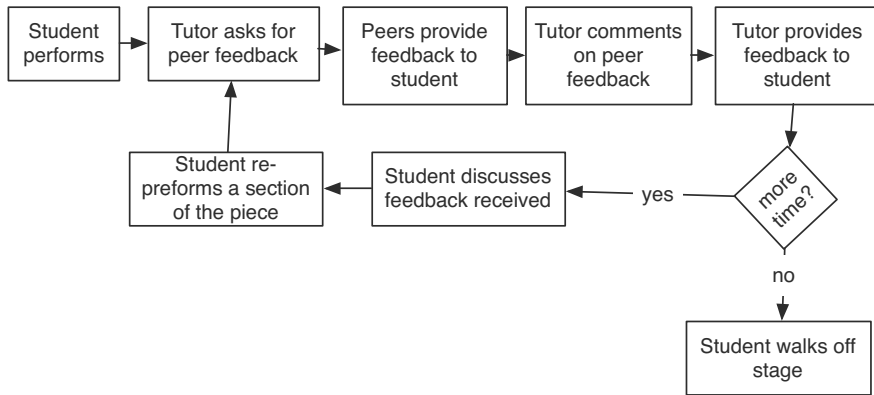 Student
performs
Tutor asks for
peer feedback
Peers provide
feedback to
student
Tutor comments
on peer
feedback
Tutor provides
feedback to
student
more
time?
yes
Student discusses
feedback received
Student re-
preforms a section
of the piece
no
Student walks off
stage